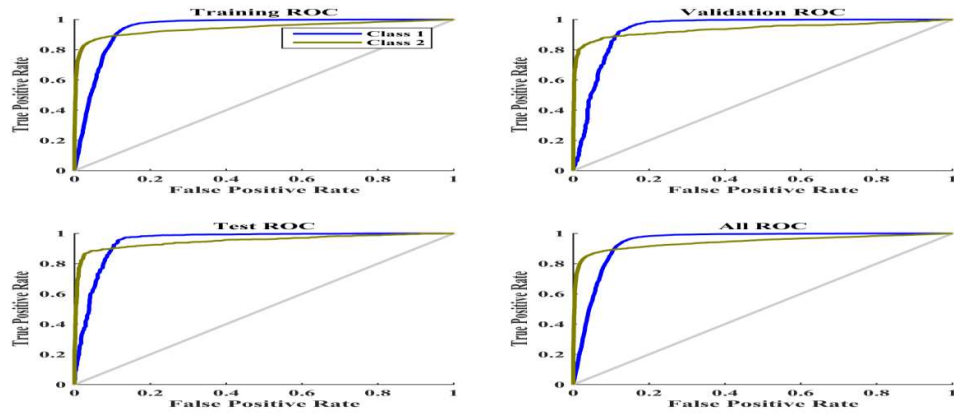 Training ROC
1
0.8
0.6
0.4
0.2
0
True Positive Rate
Class 1
Class 2
0 0.2 0.4 0.6 0.8 1
False Positive Rate
Validation ROC
1
0.8
0.6
0.4
0.2
0
True Positive Rate
0 0.2 0.4 0.6 0.8 1
False Positive Rate
Test ROC
1
0.8
0.6
0.4
0.2
0
True Positive Rate
0 0.2 0.4 0.6 0.8 1
False Positive Rate
All ROC
1
0.8
0.6
0.4
0.2
0
True Positive Rate
0 0.2 0.4 0.6 0.8 1
False Positive Rate